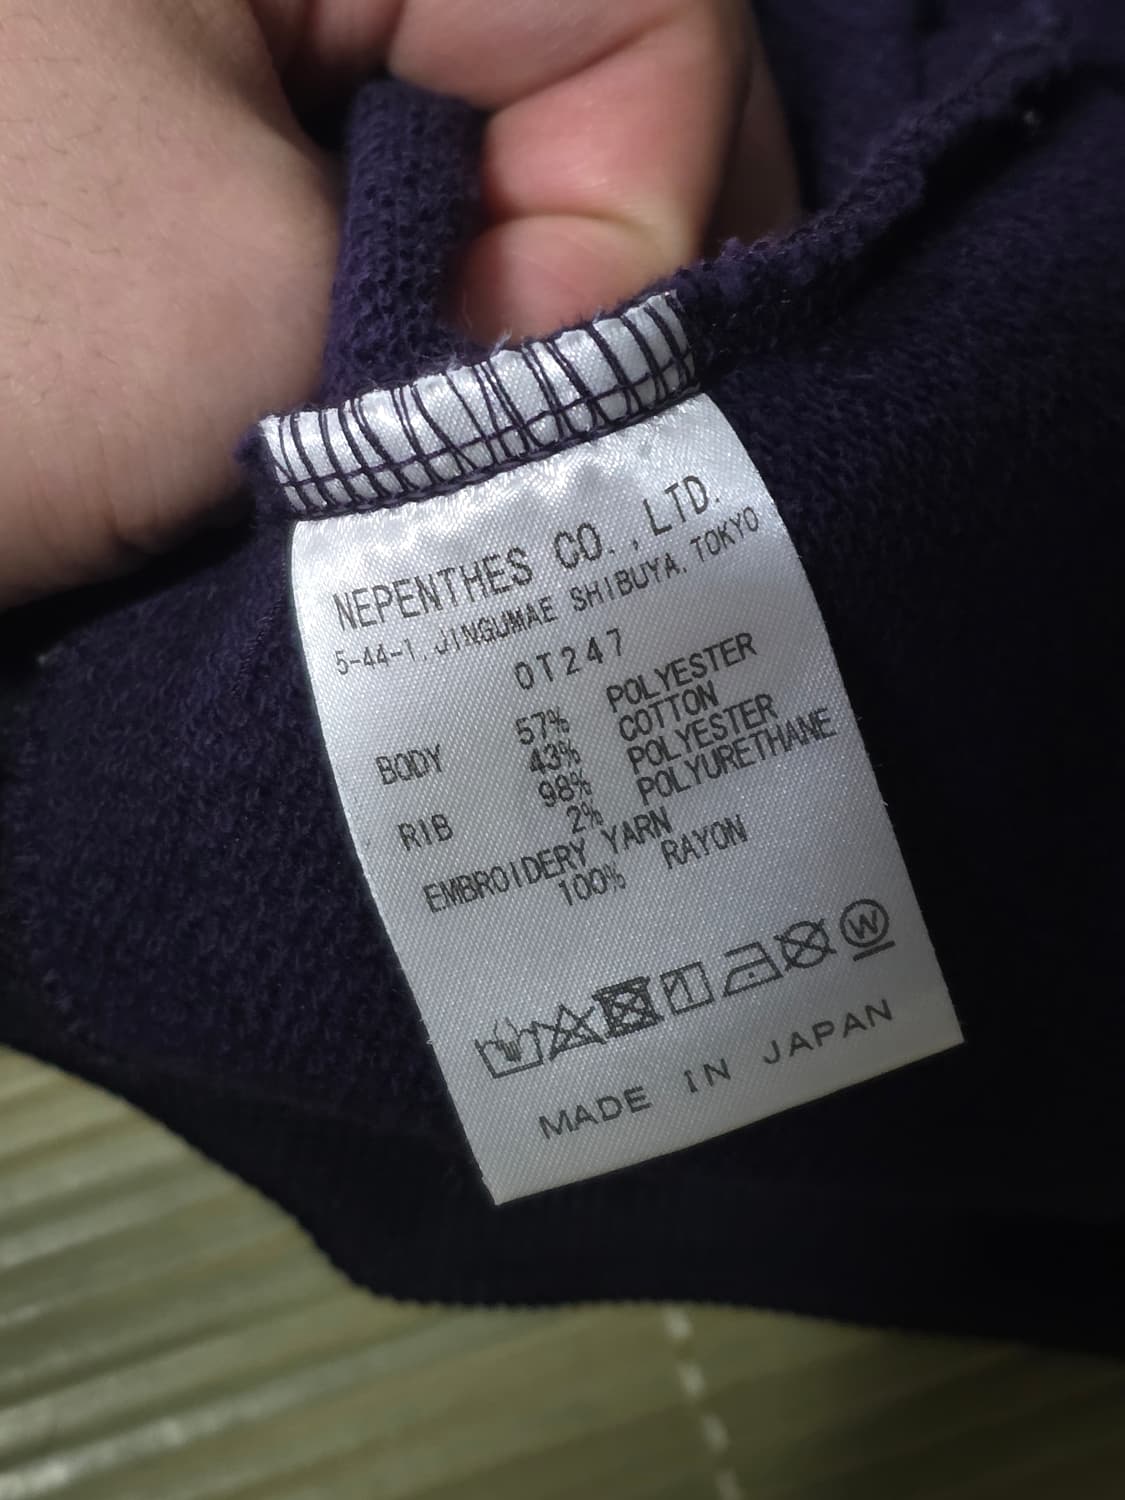 NEPENTHES CO.,LTD.
5-44-1,JINGUMAE SHIBUYA,TOKYO
OT247
BODY 57% POLYESTER
43% COTTON
RIB 98% POLYESTER
2% POLYURETHANE
EMBROIDERY YARN
100% RAYON
W
MADE IN JAPAN